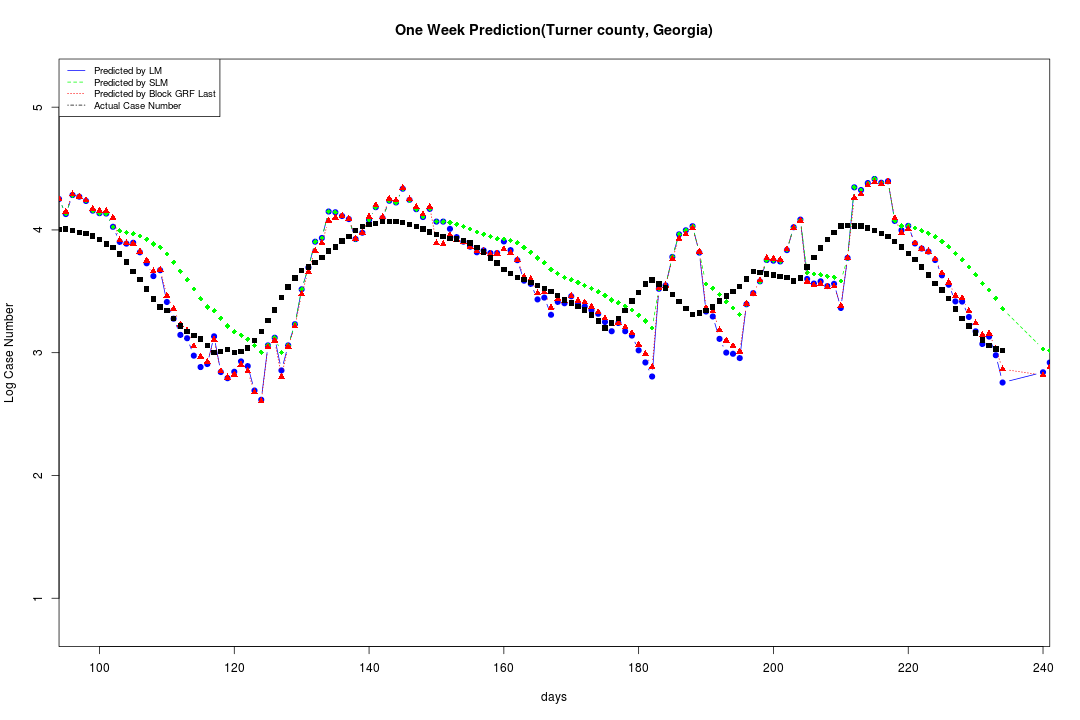 One Week Prediction(Turner county, Georgia)
Predicted by LM
Predicted by SLM
Predicted by Block GRF Last
Actual Case Number
5
4
3
2
1
Log Case Number
100 120 140 160 180 200 220 240
days